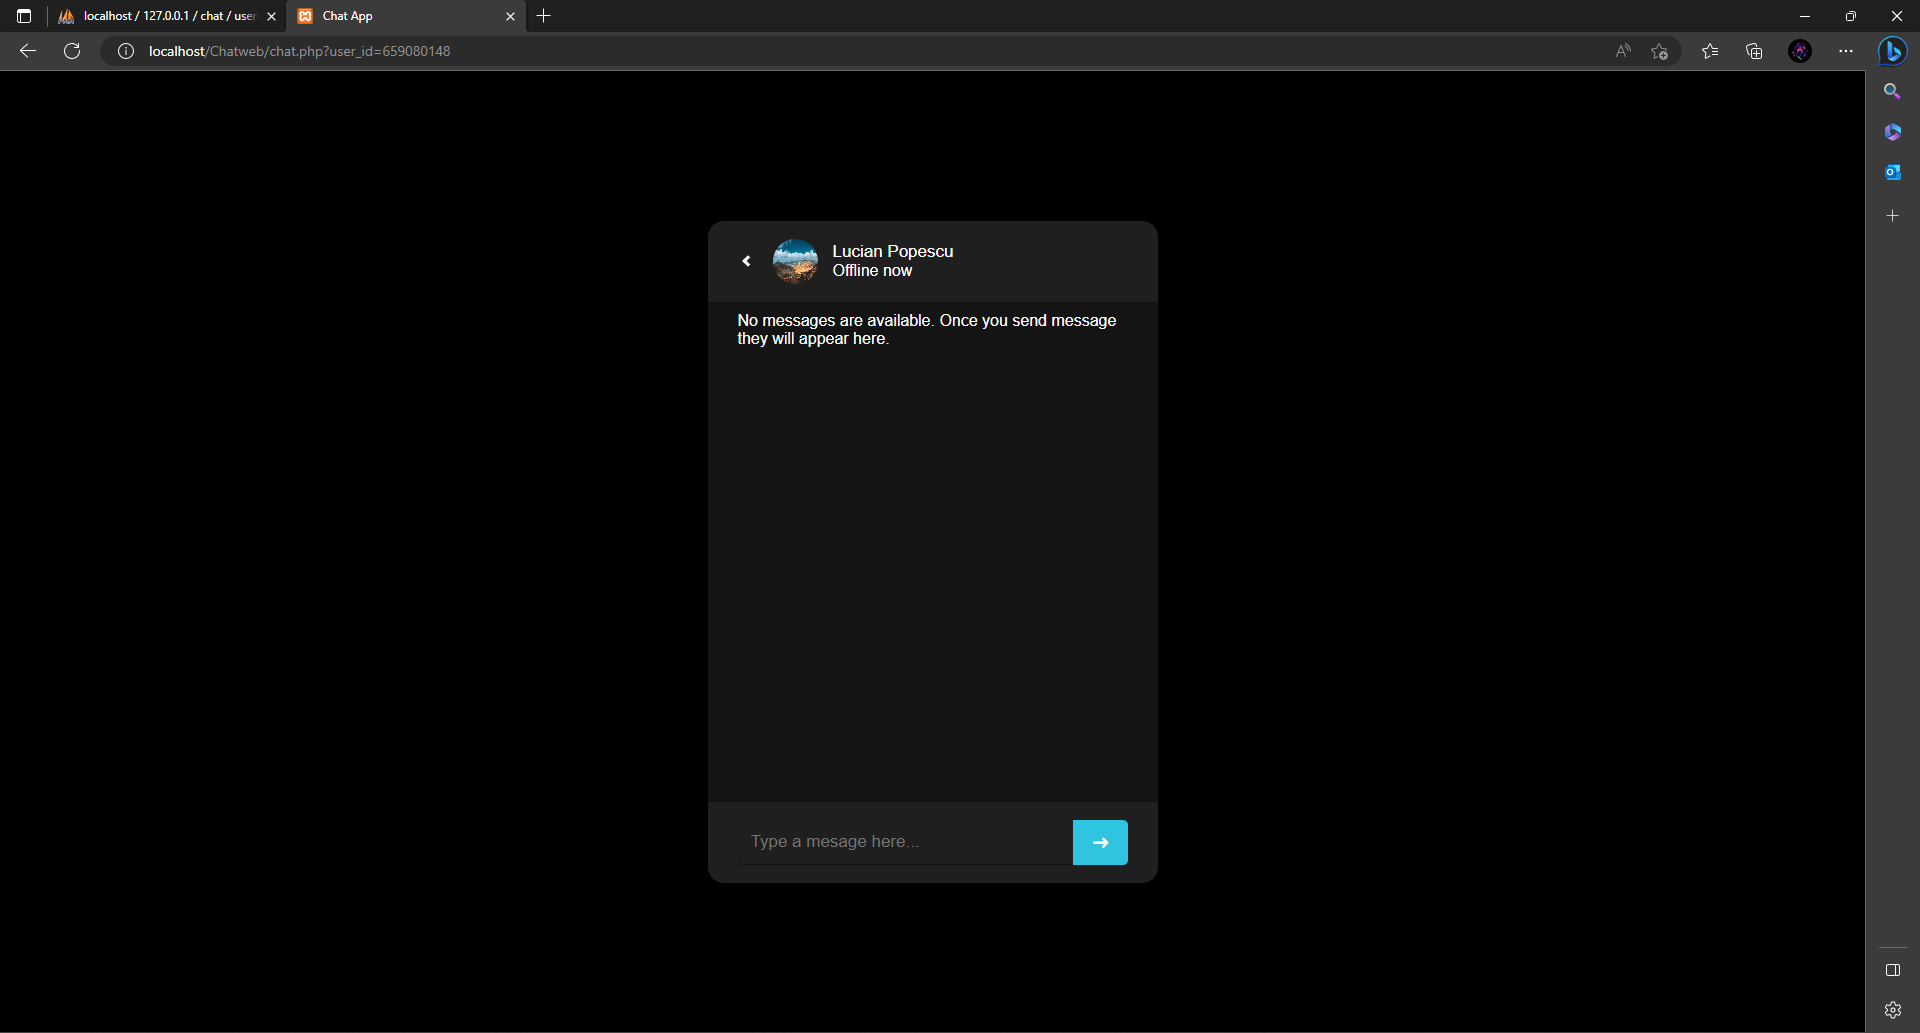 localhost / 127.0.0.1 / chat / user
Chat App
localhost/Chatweb/chat.php?user_id=659080148
Lucian Popescu
Offline now
No messages are available. Once you send message
they will appear here.
Type a mesage here...